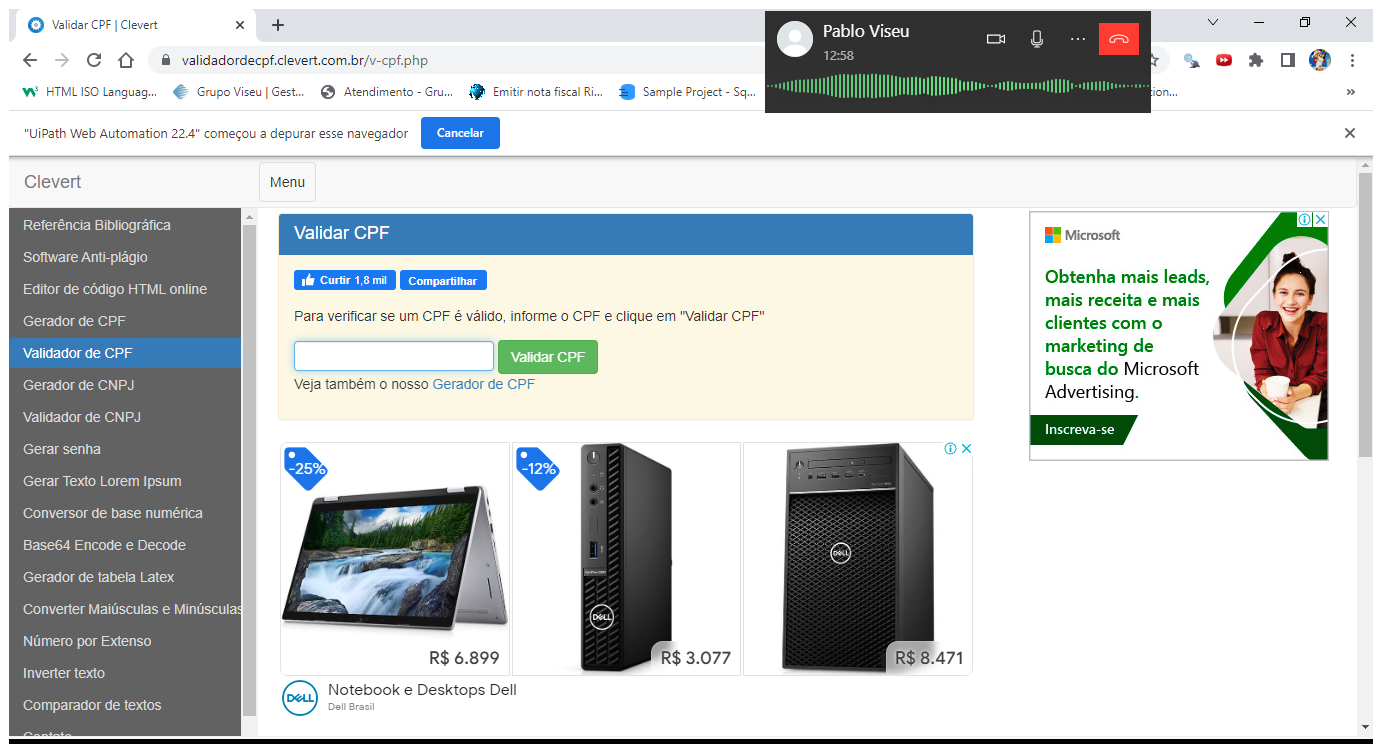 Validar CPF | Clevert
validadordecpf.clevert.com.br/v-cpf.php
Pablo Viseu
12:58
HTML ISO Languag...
Grupo Viseu | Gest...
Atendimento - Gru...
Emitir nota fiscal Ri...
Sample Project - Sq...
tion...
"UiPath Web Automation 22.4" começou a depurar esse navegador
Cancelar
Clevert
Menu
Referência Bibliográfica
Software Anti-plágio
Editor de código HTML online
Gerador de CPF
Validador de CPF
Gerador de CNPJ
Validador de CNPJ
Gerar senha
Gerar Texto Lorem Ipsum
Conversor de base numérica
Base64 Encode e Decode
Gerador de tabela Latex
Converter Maiúsculas e Minúsculas
Número por Extenso
Inverter texto
Comparador de textos
Contato
Validar CPF
Curtir 1,8 mil
Compartilhar
Para verificar se um CPF é válido, informe o CPF e clique em "Validar CPF"
Validar CPF
Veja também o nosso Gerador de CPF
Microsoft
Obtenha mais leads,
mais receita e mais
clientes com o
marketing de
busca do Microsoft
Advertising.
Inscreva-se
-25%
R$ 6.899
-12%
DELL
R$ 3.077
DELL
R$ 8.471
DELL
Notebook e Desktops Dell
Dell Brasil